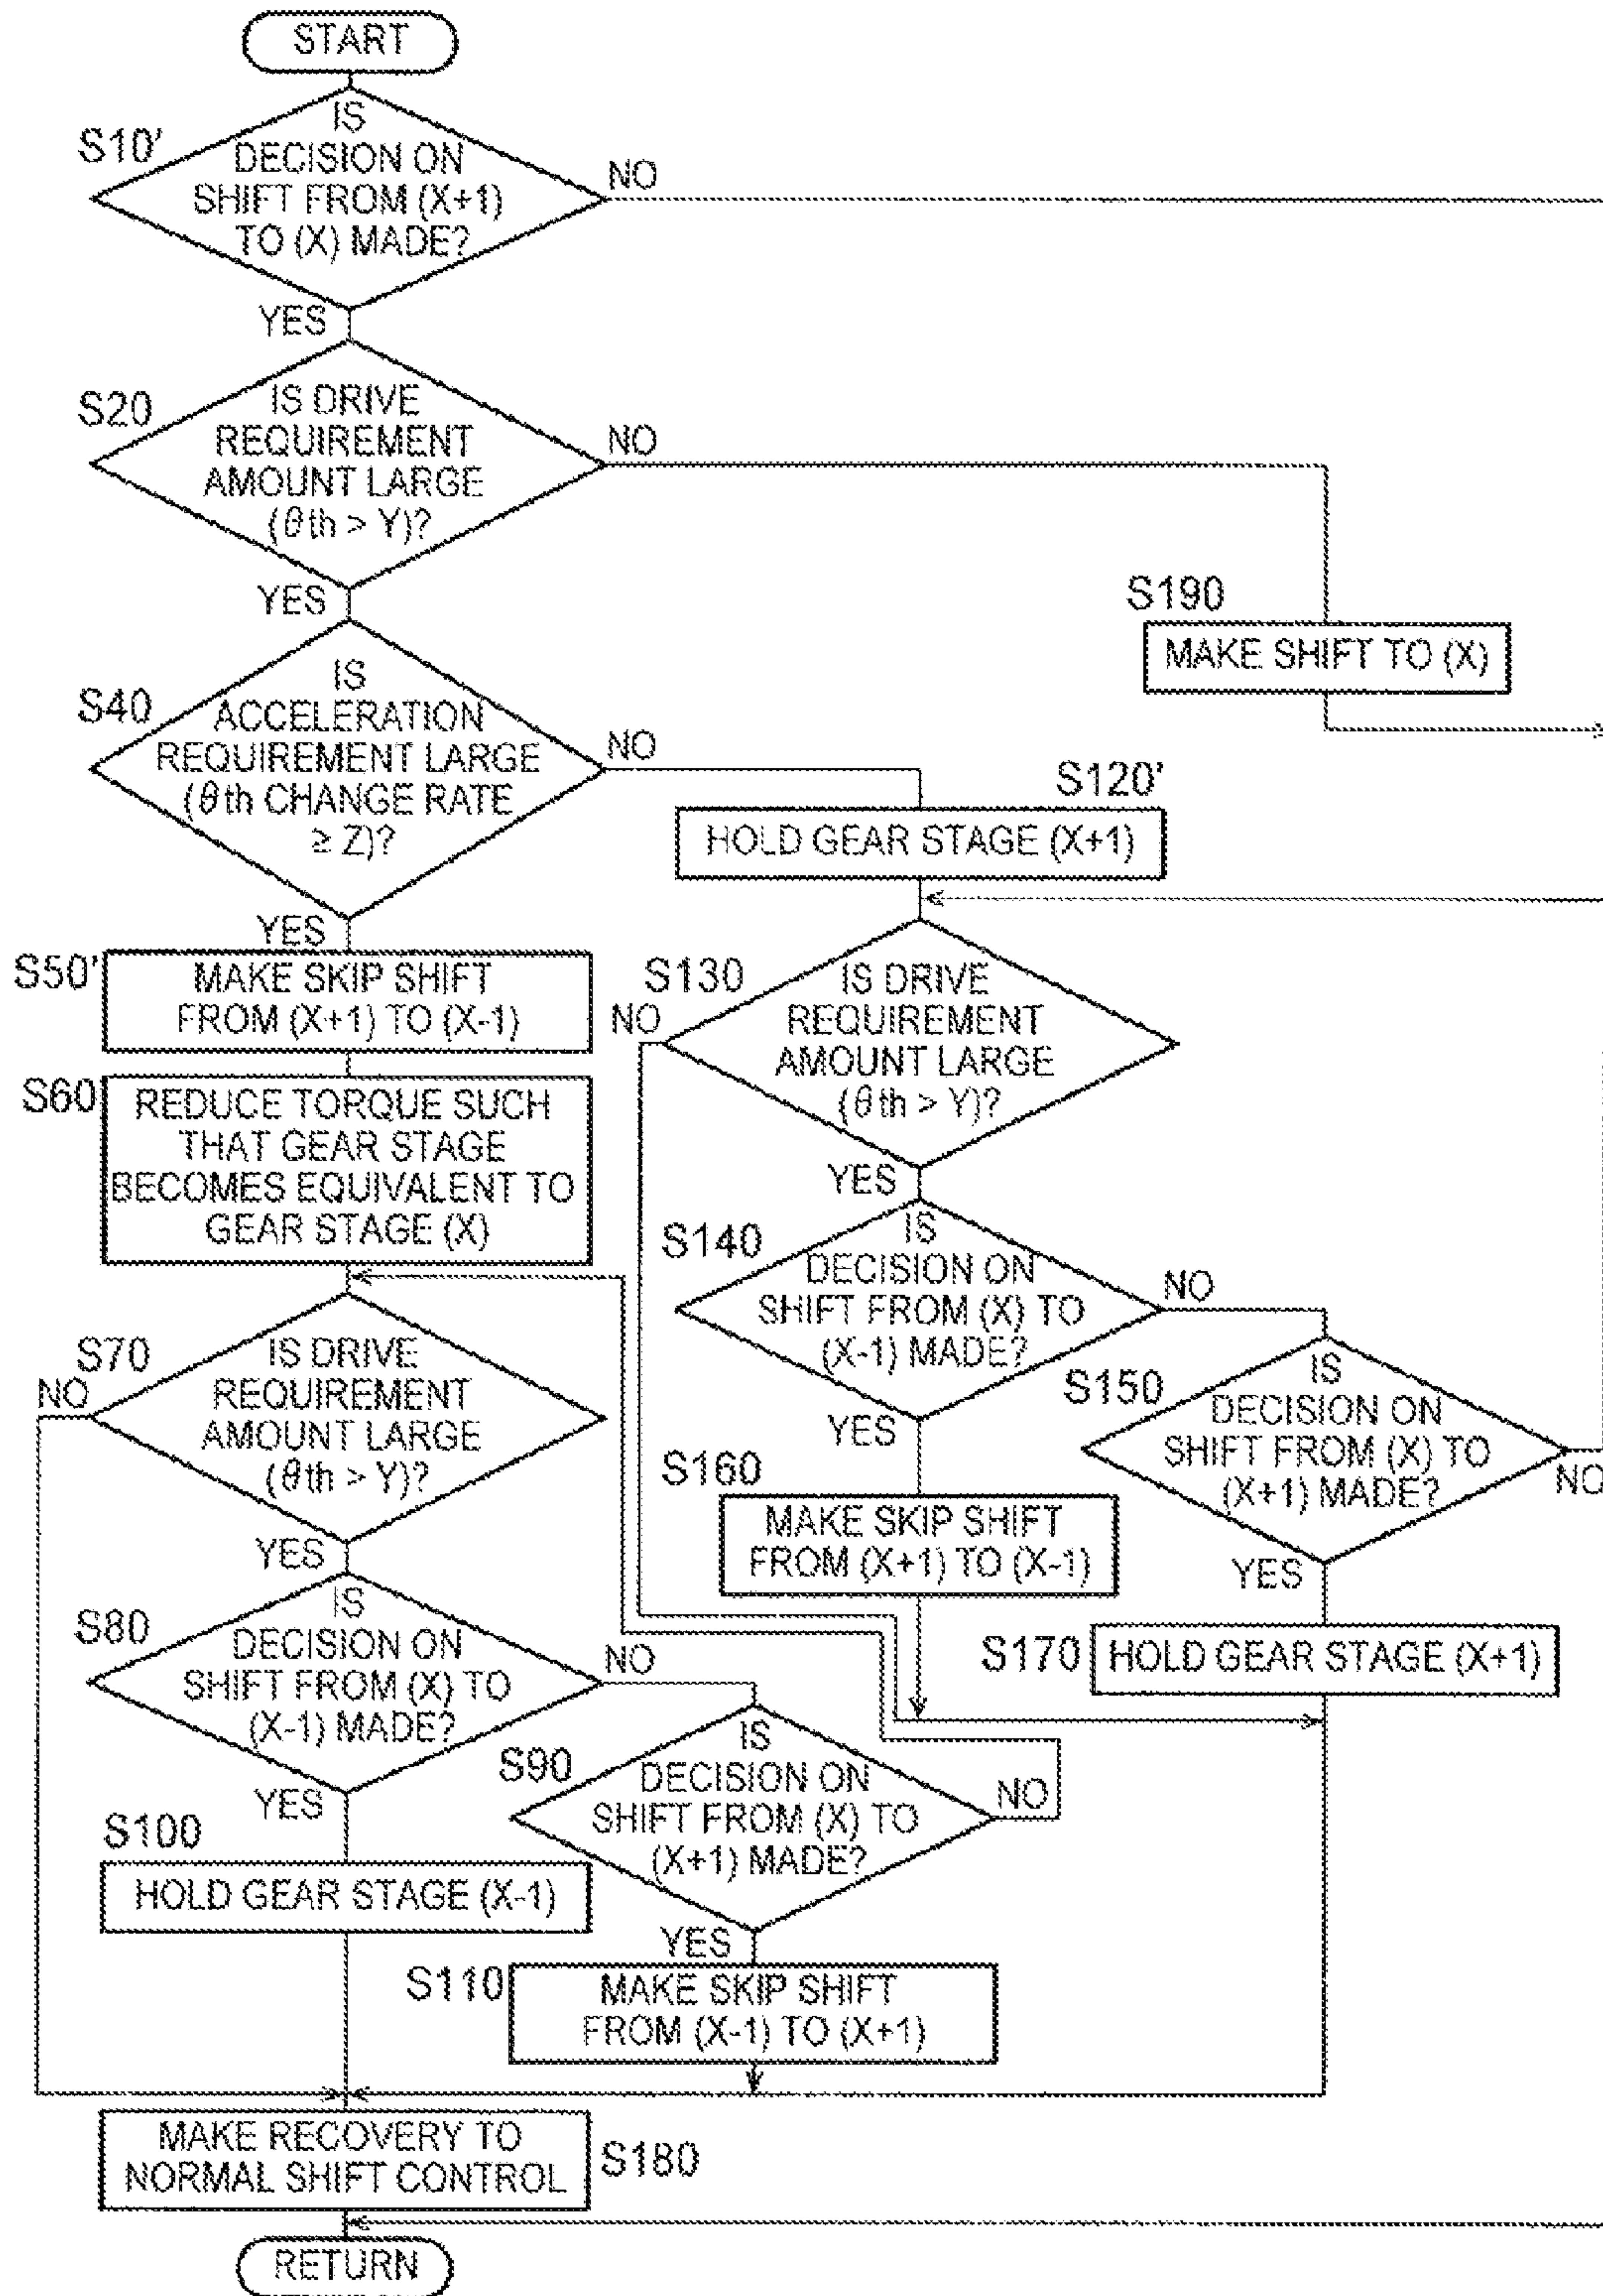 START
S10'
IS
DECISION ON
SHIFT FROM (X+1)
TO (X) MADE?
NO
YES
S20
IS DRIVE
REQUIREMENT
AMOUNT LARGE
(θth > Y)?
NO
YES
S190
MAKE SHIFT TO (X)
S40
IS
ACCELERATION
REQUIREMENT LARGE
(θth CHANGE RATE
≥ Z)?
NO
YES
S120'
HOLD GEAR STAGE (X+1)
S50'
MAKE SKIP SHIFT
FROM (X+1) TO (X-1)
S60
REDUCE TORQUE SUCH
THAT GEAR STAGE
BECOMES EQUIVALENT TO
GEAR STAGE (X)
S130
IS DRIVE
REQUIREMENT
AMOUNT LARGE
(θth > Y)?
NO
YES
S140
IS
DECISION ON
SHIFT FROM (X) TO
(X-1) MADE?
NO
YES
S150
IS
DECISION ON
SHIFT FROM (X) TO
(X+1) MADE?
NO
YES
S160
MAKE SKIP SHIFT
FROM (X+1) TO (X-1)
S170
HOLD GEAR STAGE (X+1)
S70
IS DRIVE
REQUIREMENT
AMOUNT LARGE
(θth > Y)?
NO
YES
S80
IS
DECISION ON
SHIFT FROM (X) TO
(X-1) MADE?
NO
YES
S90
IS
DECISION ON
SHIFT FROM (X) TO
(X+1) MADE?
NO
YES
S100
HOLD GEAR STAGE (X-1)
S110
MAKE SKIP SHIFT
FROM (X-1) TO (X+1)
MAKE RECOVERY TO
NORMAL SHIFT CONTROL
S180
RETURN